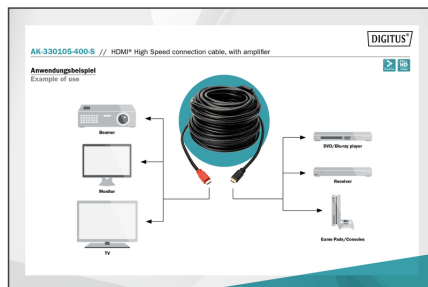 DIGITUS®
AK-330105-400-S // HDMI® High Speed connection cable, with amplifier
Anwendungsbeispiel
Example of use
Beamer
Monitor
TV
DVD/Blu-ray player
Receiver
Game Pads/Consoles